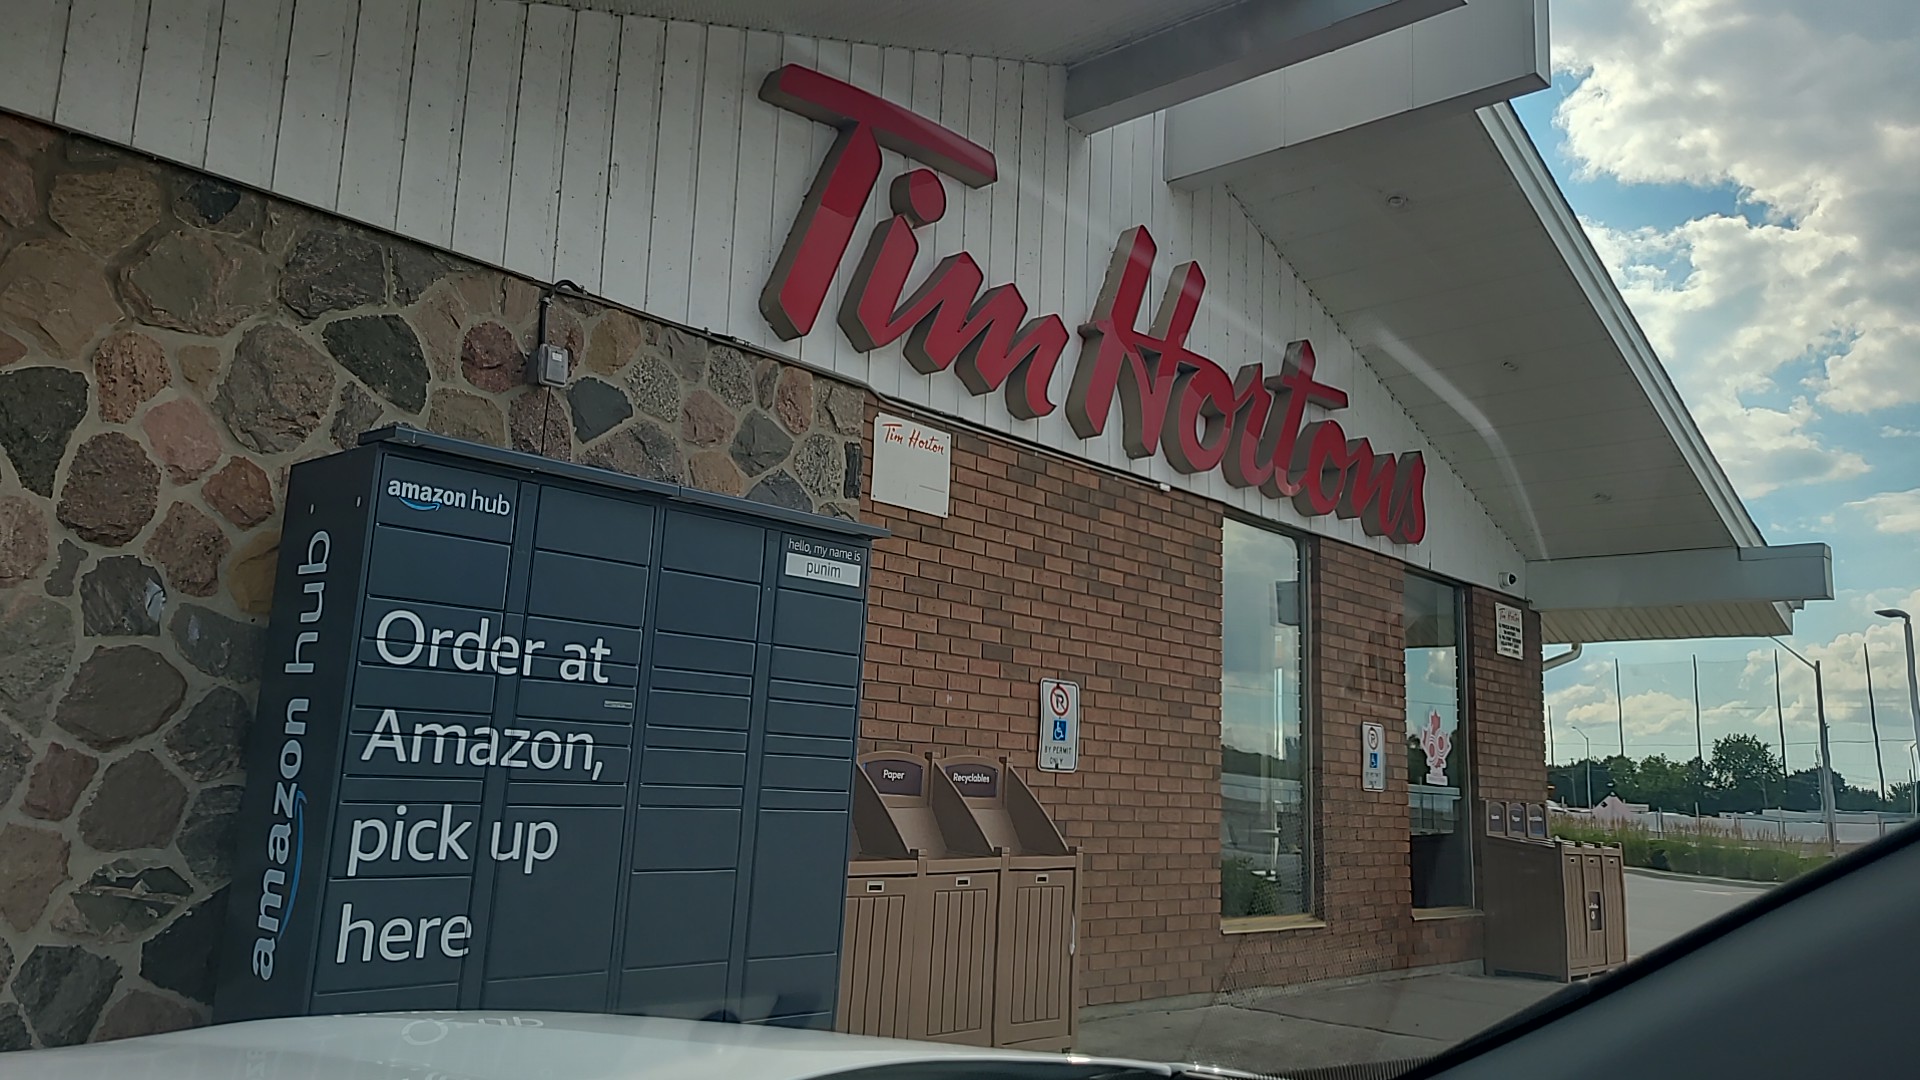 Tim Hortons
Tim Horton
amazon hub
amazon hub
hello, my name is
punim
Order at
Amazon,
pick up
here
Paper
Recyclables
BY PERMIT
ONLY